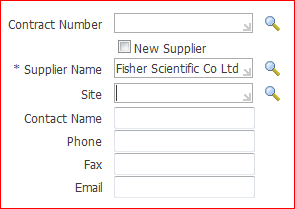 Contract Number
New Supplier
* Supplier Name Fisher Scientific Co Ltd
Site
Contact Name
Phone
Fax
Email